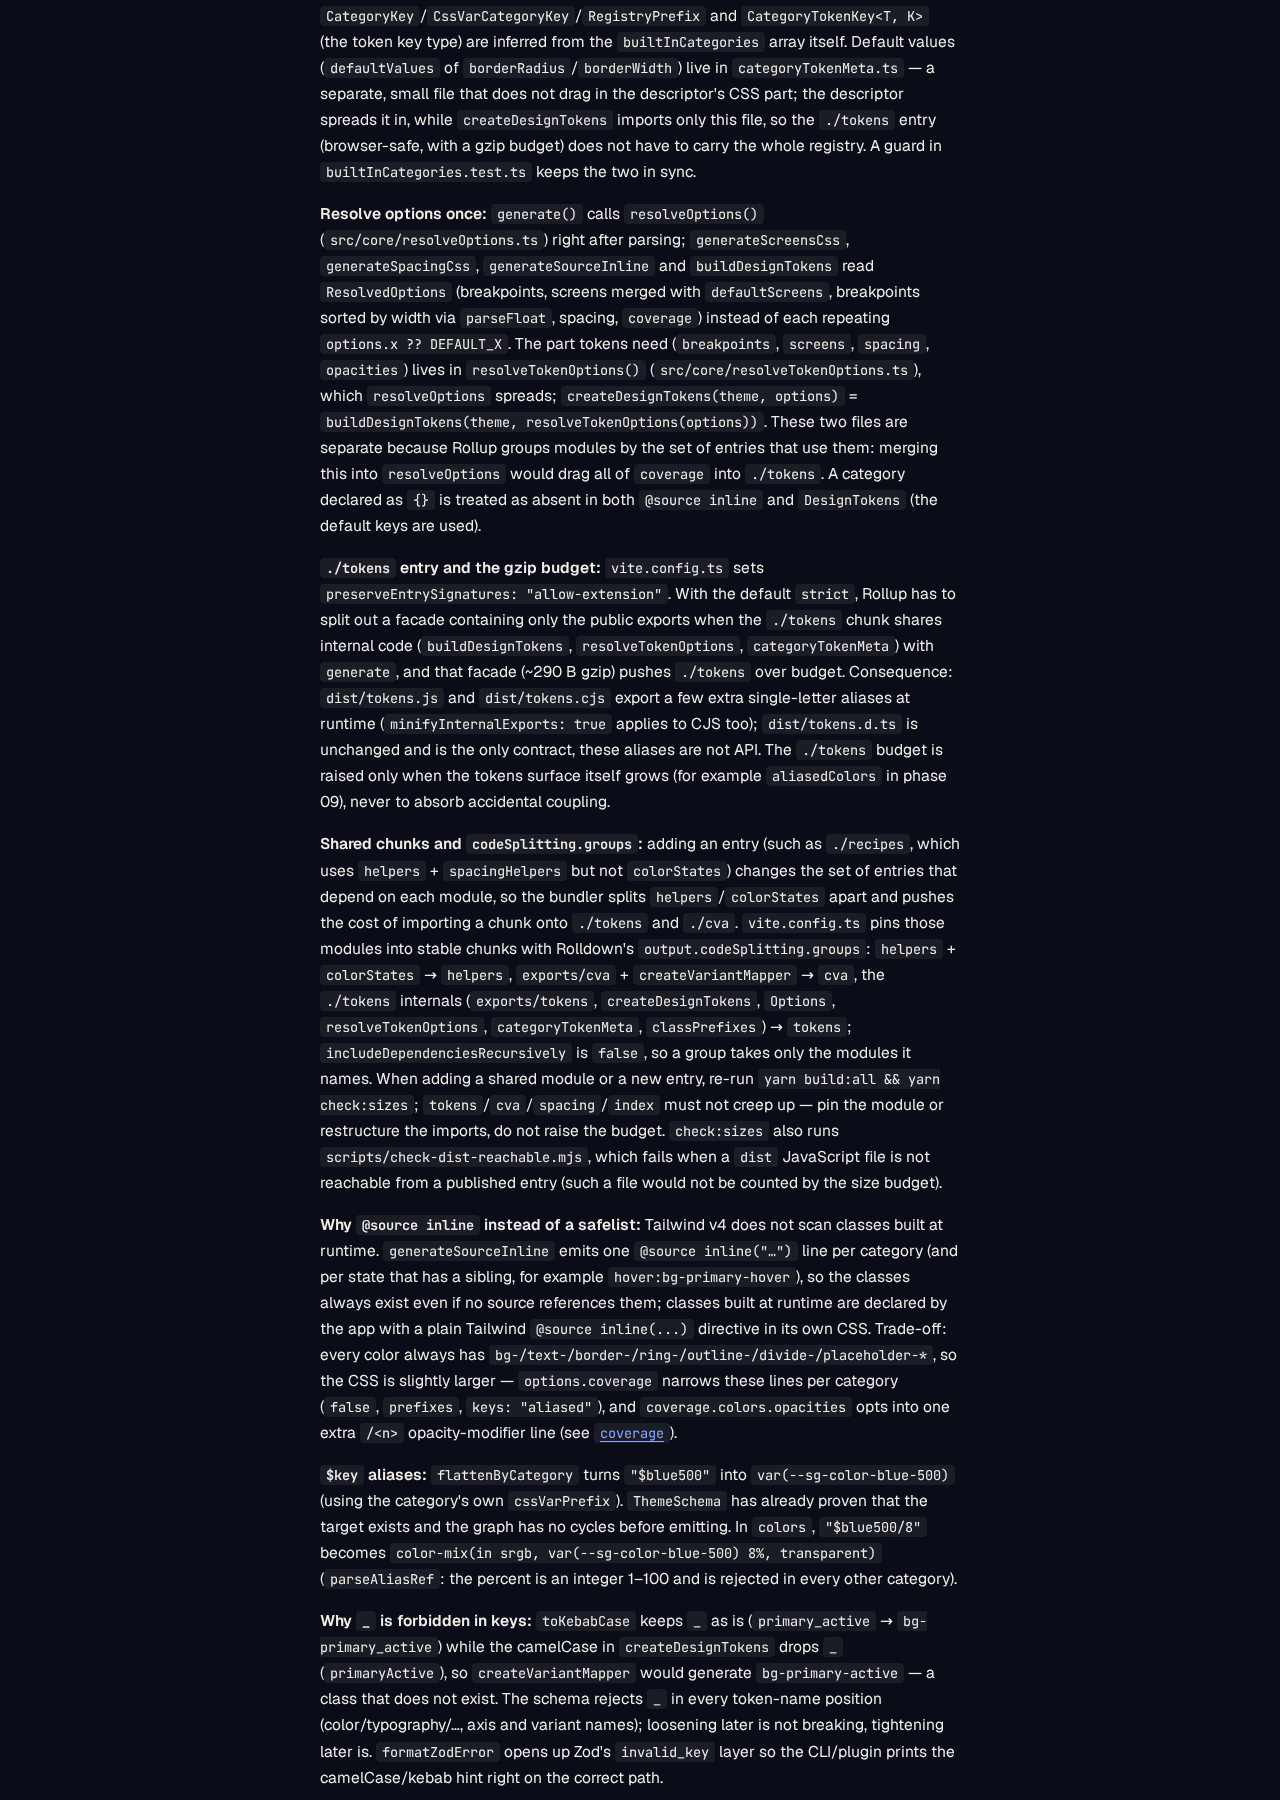 CategoryKey / CssVarCategoryKey / RegistryPrefix and CategoryTokenKey<T, K>
(the token key type) are inferred from the builtInCategories array itself. Default values
( defaultValues of borderRadius / borderWidth ) live in categoryTokenMeta.ts — a
separate, small file that does not drag in the descriptor's CSS part; the descriptor
spreads it in, while createDesignTokens imports only this file, so the ./tokens entry
(browser-safe, with a gzip budget) does not have to carry the whole registry. A guard in
builtInCategories.test.ts keeps the two in sync.
Resolve options once: generate() calls resolveOptions()
( src/core/resolveOptions.ts ) right after parsing; generateScreensCss ,
generateSpacingCss , generateSourceInline and buildDesignTokens read
ResolvedOptions (breakpoints, screens merged with defaultScreens , breakpoints
sorted by width via parseFloat , spacing, coverage ) instead of each repeating
options.x ?? DEFAULT_X . The part tokens need ( breakpoints , screens , spacing ,
opacities ) lives in resolveTokenOptions() ( src/core/resolveTokenOptions.ts ),
which resolveOptions spreads; createDesignTokens(theme, options) =
buildDesignTokens(theme, resolveTokenOptions(options)) . These two files are
separate because Rollup groups modules by the set of entries that use them: merging
this into resolveOptions would drag all of coverage into ./tokens . A category
declared as {} is treated as absent in both @source inline and DesignTokens (the
default keys are used).
./tokens entry and the gzip budget: vite.config.ts sets
preserveEntrySignatures: "allow-extension" . With the default strict , Rollup has to
split out a facade containing only the public exports when the ./tokens chunk shares
internal code ( buildDesignTokens , resolveTokenOptions , categoryTokenMeta ) with
generate , and that facade (~290 B gzip) pushes ./tokens over budget. Consequence:
dist/tokens.js and dist/tokens.cjs export a few extra single-letter aliases at
runtime ( minifyInternalExports: true applies to CJS too); dist/tokens.d.ts is
unchanged and is the only contract, these aliases are not API. The ./tokens budget is
raised only when the tokens surface itself grows (for example aliasedColors in phase
09), never to absorb accidental coupling.
Shared chunks and codeSplitting.groups : adding an entry (such as ./recipes , which
uses helpers + spacingHelpers but not colorStates ) changes the set of entries that
depend on each module, so the bundler splits helpers / colorStates apart and pushes
the cost of importing a chunk onto ./tokens and ./cva . vite.config.ts pins those
modules into stable chunks with Rolldown's output.codeSplitting.groups : helpers +
colorStates → helpers , exports/cva + createVariantMapper → cva , the
./tokens internals ( exports/tokens , createDesignTokens , Options ,
resolveTokenOptions , categoryTokenMeta , classPrefixes ) → tokens ;
includeDependenciesRecursively is false , so a group takes only the modules it
names. When adding a shared module or a new entry, re-run yarn build:all && yarn
check:sizes ; tokens / cva / spacing / index must not creep up — pin the module or
restructure the imports, do not raise the budget. check:sizes also runs
scripts/check-dist-reachable.mjs , which fails when a dist JavaScript file is not
reachable from a published entry (such a file would not be counted by the size budget).
Why @source inline instead of a safelist: Tailwind v4 does not scan classes built at
runtime. generateSourceInline emits one @source inline("…") line per category (and
per state that has a sibling, for example hover:bg-primary-hover ), so the classes
always exist even if no source references them; classes built at runtime are declared by
the app with a plain Tailwind @source inline(...) directive in its own CSS. Trade-off:
every color always has bg-/text-/border-/ring-/outline-/divide-/placeholder-* , so
the CSS is slightly larger — options.coverage narrows these lines per category
( false , prefixes , keys: "aliased" ), and coverage.colors.opacities opts into one
extra /<n> opacity-modifier line (see coverage ).
$key aliases: flattenByCategory turns "$blue500" into var(--sg-color-blue-500)
(using the category's own cssVarPrefix ). ThemeSchema has already proven that the
target exists and the graph has no cycles before emitting. In colors , "$blue500/8"
becomes color-mix(in srgb, var(--sg-color-blue-500) 8%, transparent)
( parseAliasRef : the percent is an integer 1–100 and is rejected in every other category).
Why _ is forbidden in keys: toKebabCase keeps _ as is ( primary_active → bg-
primary_active ) while the camelCase in createDesignTokens drops _
( primaryActive ), so createVariantMapper would generate bg-primary-active — a
class that does not exist. The schema rejects _ in every token-name position
(color/typography/…, axis and variant names); loosening later is not breaking, tightening
later is. formatZodError opens up Zod's invalid_key layer so the CLI/plugin prints the
camelCase/kebab hint right on the correct path.